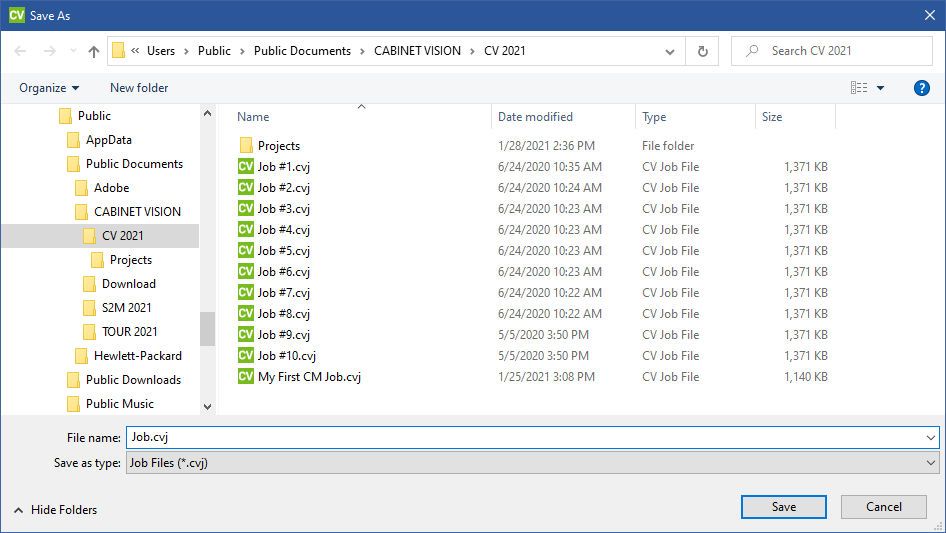 CV Save As
« Users › Public › Public Documents › CABINET VISION › CV 2021 Search CV 2021
Organize New folder ?
Public
AppData
Public Documents
Adobe
CABINET VISION
CV 2021
Projects
Download
S2M 2021
TOUR 2021
Hewlett-Packard
Public Downloads
Public Music
Name Date modified Type Size
Projects 1/28/2021 2:36 PM File folder
CV Job #1.cvj 6/24/2020 10:35 AM CV Job File 1,371 KB
CV Job #2.cvj 6/24/2020 10:24 AM CV Job File 1,371 KB
CV Job #3.cvj 6/24/2020 10:23 AM CV Job File 1,371 KB
CV Job #4.cvj 6/24/2020 10:23 AM CV Job File 1,371 KB
CV Job #5.cvj 6/24/2020 10:23 AM CV Job File 1,371 KB
CV Job #6.cvj 6/24/2020 10:23 AM CV Job File 1,371 KB
CV Job #7.cvj 6/24/2020 10:22 AM CV Job File 1,371 KB
CV Job #8.cvj 6/24/2020 10:22 AM CV Job File 1,371 KB
CV Job #9.cvj 5/5/2020 3:50 PM CV Job File 1,371 KB
CV Job #10.cvj 5/5/2020 3:50 PM CV Job File 1,371 KB
CV My First CM Job.cvj 1/25/2021 3:08 PM CV Job File 1,140 KB
File name: Job.cvj
Save as type: Job Files (*.cvj)
Hide Folders Save Cancel